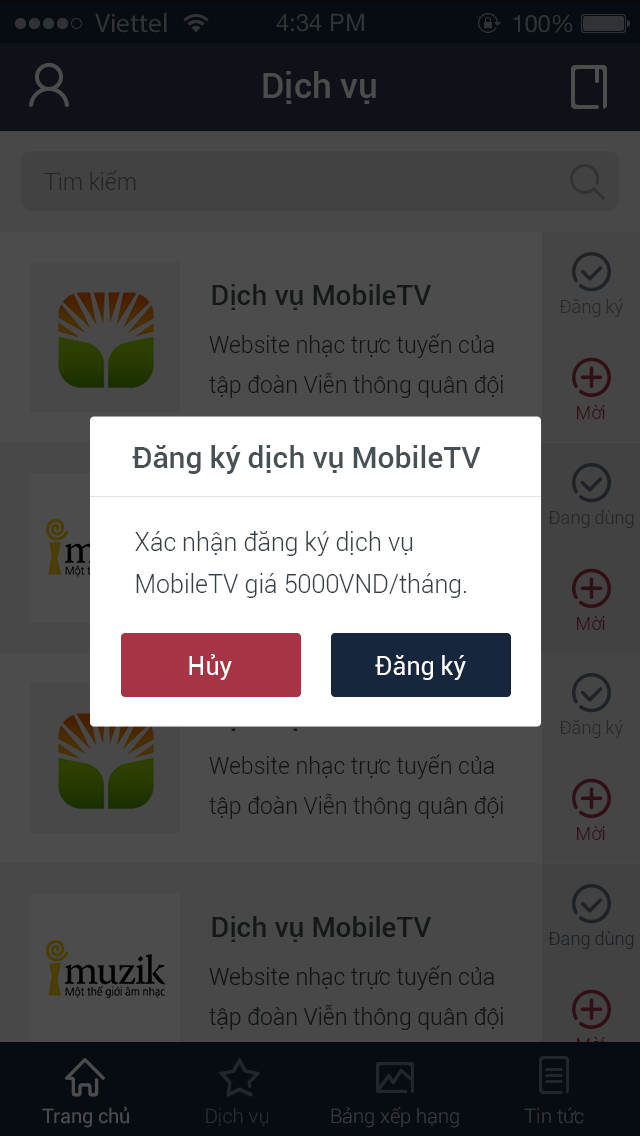 Viettel 4:34 PM 100%
Dịch vụ
Tìm kiếm
Dịch vụ MobileTV
Website nhạc trực tuyến của
tập đoàn Viễn thông quân đội
Đăng ký
Mời
Đăng ký dịch vụ MobileTV
Xác nhận đăng ký dịch vụ
MobileTV giá 5000VND/tháng.
Hủy
Đăng ký
Đang dùng
Mời
Website nhạc trực tuyến của
tập đoàn Viễn thông quân đội
Đăng ký
Mời
imuzik
Một thế giới âm nhạc
Dịch vụ MobileTV
Website nhạc trực tuyến của
tập đoàn Viễn thông quân đội
Đang dùng
Trang chủ
Dịch vụ
Bảng xếp hạng
Tin tức